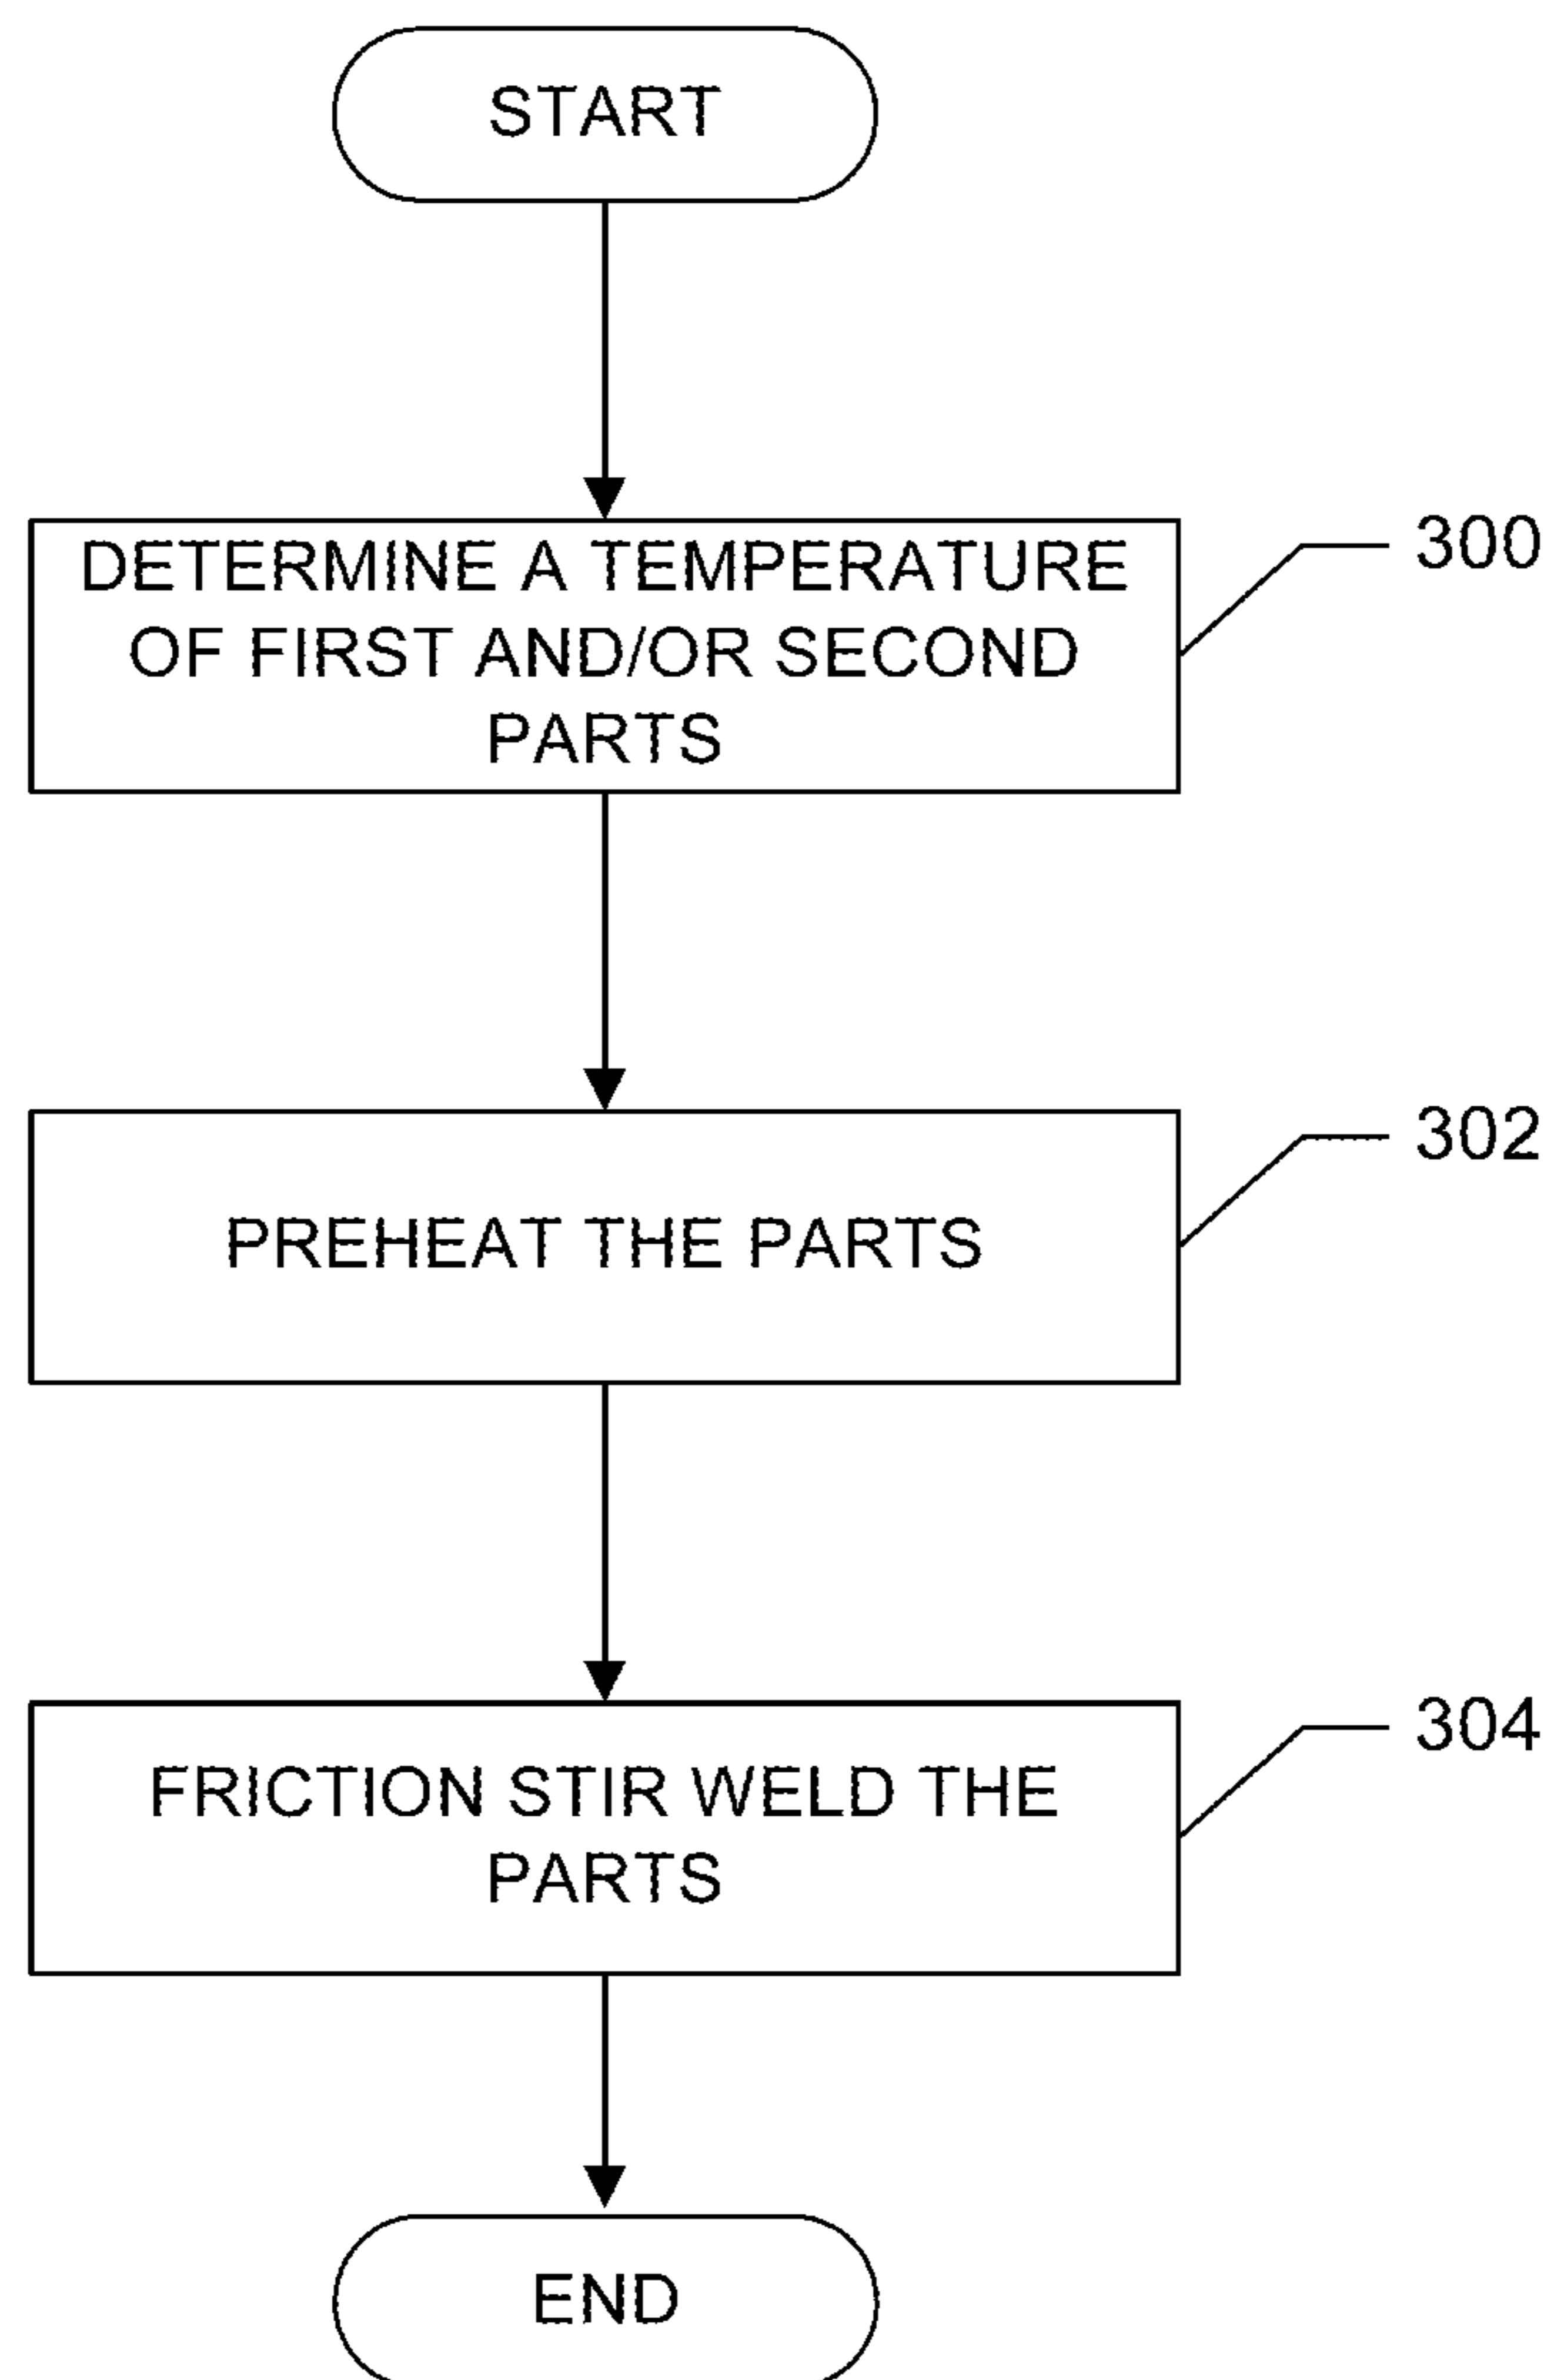 START
DETERMINE A TEMPERATURE
OF FIRST AND/OR SECOND
PARTS
300
PREHEAT THE PARTS
302
FRICTION STIR WELD THE
PARTS
304
END